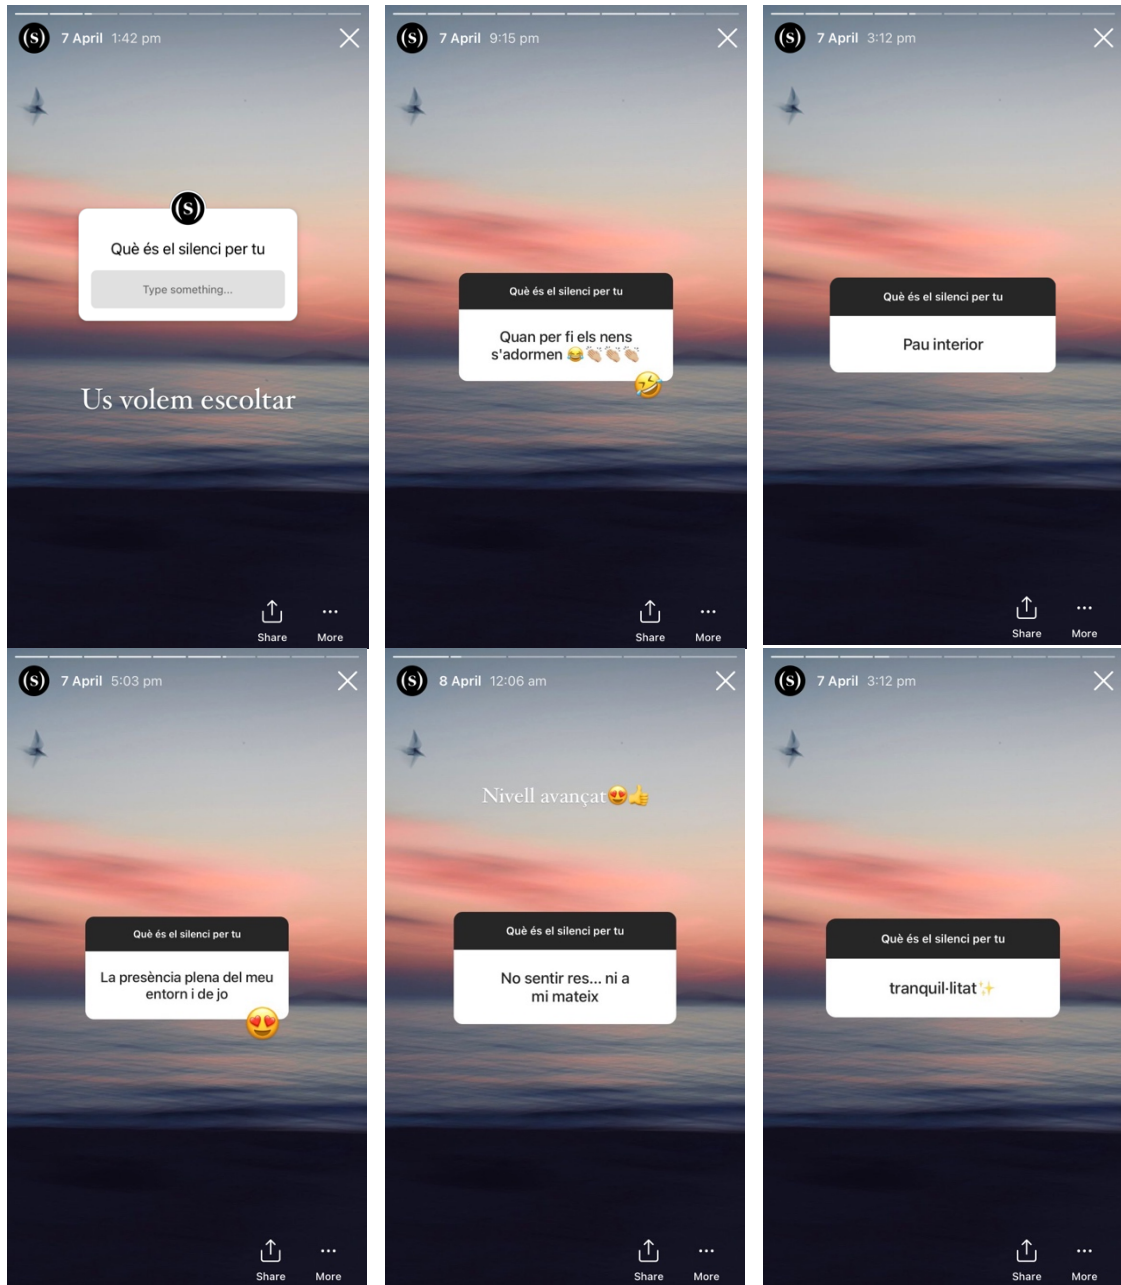 (s) 7 April 1:42 pm
(s)
Què és el silenci per tu
Type something...
Us volem escoltar
Share More
(s) 7 April 9:15 pm
Què és el silenci per tu
Quan per fi els nens
s'adormen 😂👏🏼👏🏼👏🏼
🤣
Share More
(s) 7 April 3:12 pm
Què és el silenci per tu
Pau interior
Share More
(s) 7 April 5:03 pm
Què és el silenci per tu
La presència plena del meu
entorn i de jo
😍
Share More
(s) 8 April 12:06 am
Nivell avançat😍👍
Què és el silenci per tu
No sentir res... ni a
mi mateix
Share More
(s) 7 April 3:12 pm
Què és el silenci per tu
tranquil·litat✨
Share More